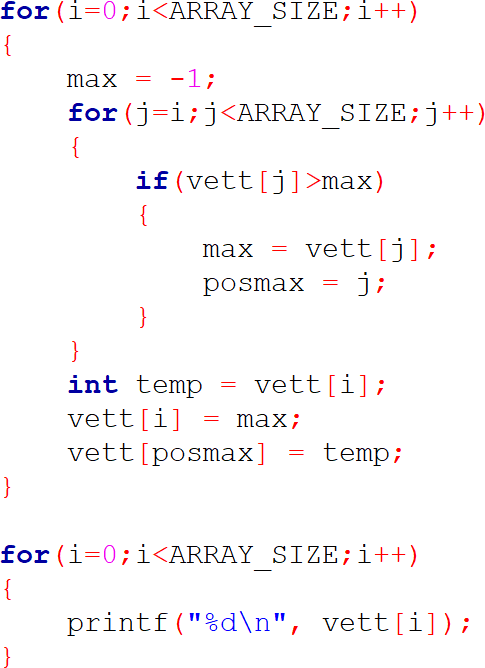 for(i=0;i<ARRAY_SIZE;i++)
{
    max = -1;
    for(j=i;j<ARRAY_SIZE;j++)
    {
        if(vett[j]>max)
        {
            max = vett[j];
            posmax = j;
        }
    }
    int temp = vett[i];
    vett[i] = max;
    vett[posmax] = temp;
}

for(i=0;i<ARRAY_SIZE;i++)
{
    printf("%d\n", vett[i]);
}